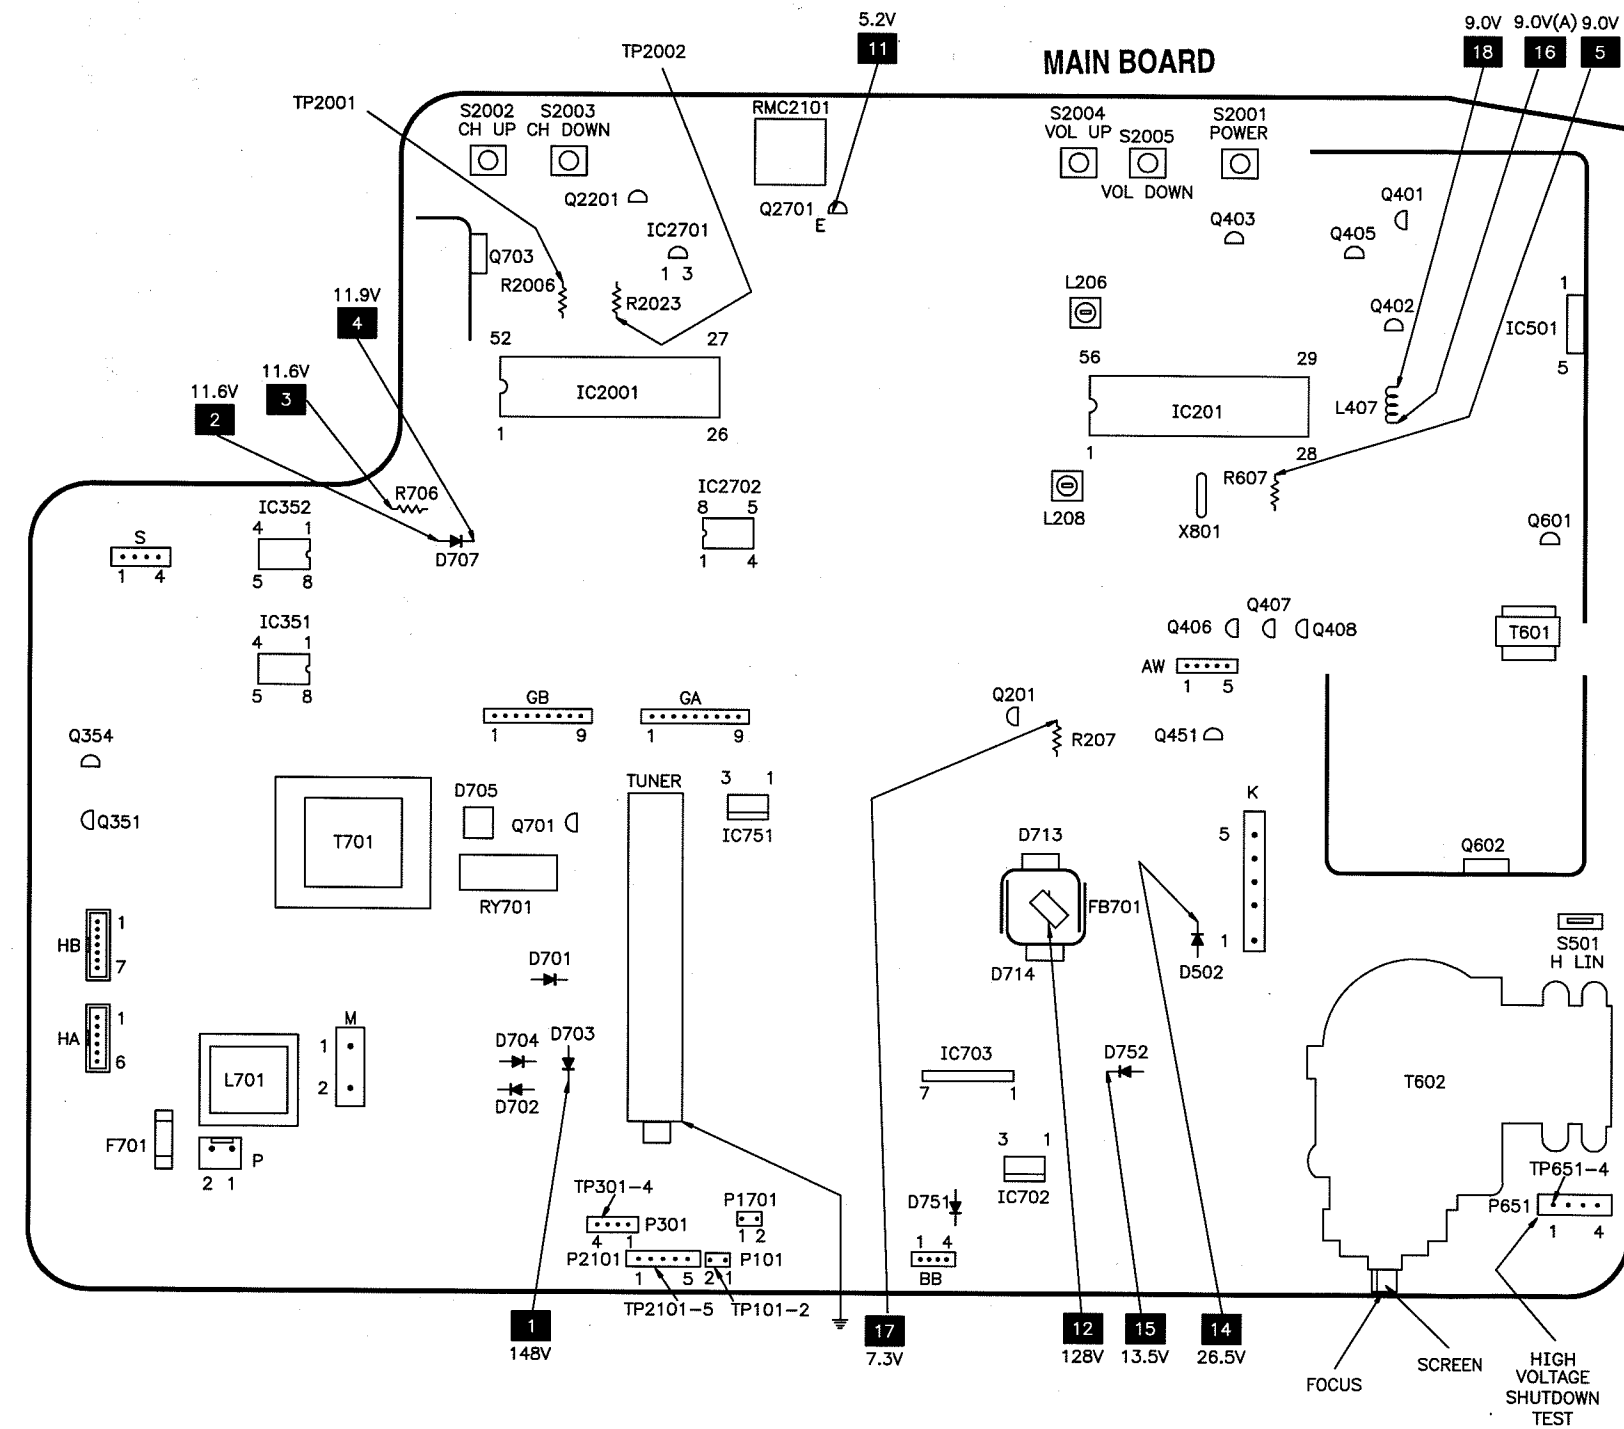 5.2V
11
9.0V 9.0V(A) 9.0V
18 16 5
TP2002
MAIN BOARD
TP2001
S2002
CH UP
S2003
CH DOWN
RMC2101
S2004
VOL UP
S2005
VOL DOWN
S2001
POWER
Q2201
Q2701
E
Q401
Q403
Q405
IC2701
1 3
Q703
R2006
R2023
L206
Q402
1
IC501
5
11.9V
4
52 27
IC2001
1 26
56 29
IC201
1 28
L407
11.6V
3
11.6V
2
R706
D707
IC352
4 1
5 8
S
1 4
IC2702
8 5
1 4
L208
X801
R607
Q601
IC351
4 1
5 8
Q406
Q407
Q408
T601
AW
1 5
GB
1 9
GA
1 9
Q201
R207
Q451
Q354
Q351
T701
D705
Q701
RY701
TUNER
3 1
IC751
K
5
1
D713
FB701
D714
D502
Q602
S501
H LIN
HB
1
7
HA
1
6
D701
D704
D703
D702
M
1
2
L701
F701
P
2 1
IC703
7 1
D752
T602
3 1
IC702
D751
1 4
BB
TP301-4
P301
4 1
P1701
1 2
P2101
1 5
P101
2 1
TP2101-5
TP101-2
TP651-4
P651
1 4
1
148V
17
7.3V
12
128V
15
13.5V
14
26.5V
FOCUS
SCREEN
HIGH
VOLTAGE
SHUTDOWN
TEST